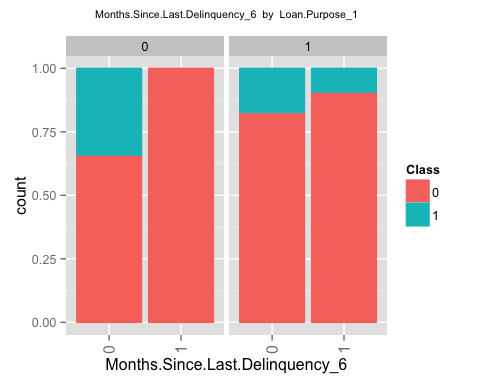 Months.Since.Last.Delinquency_6 by Loan.Purpose_1
0 1
1.00
0.75
0.50
0.25
0.00
count
0 1 0 1
Months.Since.Last.Delinquency_6
Class
0
1